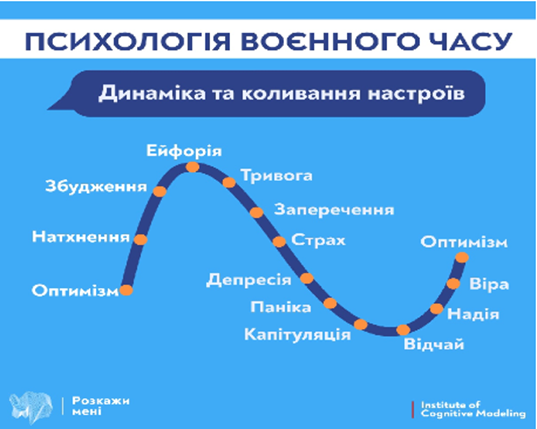 ПСИХОЛОГІЯ ВОЄННОГО ЧАСУ
Динаміка та коливання настроїв
Ейфорія
Збудження
Натхнення
Оптимізм
Тривога
Заперечення
Страх
Депресія
Паніка
Капітуляція
Відчай
Надія
Віра
Оптимізм
Розкажи
мені
Institute of
Cognitive Modeling